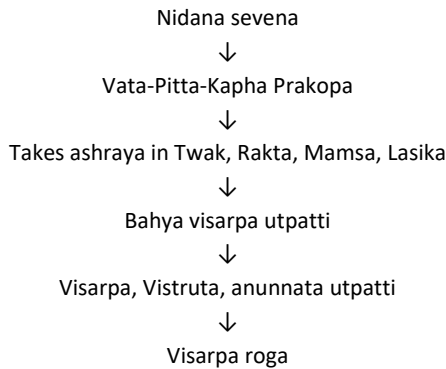 Nidana sevena
↓
Vata-Pitta-Kapha Prakopa
↓
Takes ashraya in Twak, Rakta, Mamsa, Lasika
↓
Bahya visarpa utpatti
↓
Visarpa, Vistruta, anunnata utpatti
↓
Visarpa roga